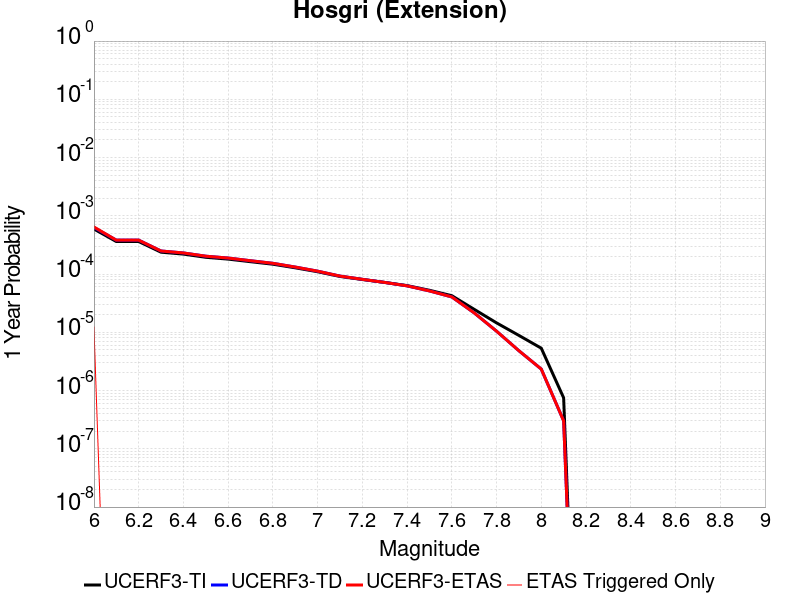 Hosgri (Extension)
1 Year Probability
10^0
10^-1
10^-2
10^-3
10^-4
10^-5
10^-6
10^-7
10^-8
6 6.2 6.4 6.6 6.8 7 7.2 7.4 7.6 7.8 8 8.2 8.4 8.6 8.8 9
Magnitude
UCERF3-TI UCERF3-TD UCERF3-ETAS ETAS Triggered Only